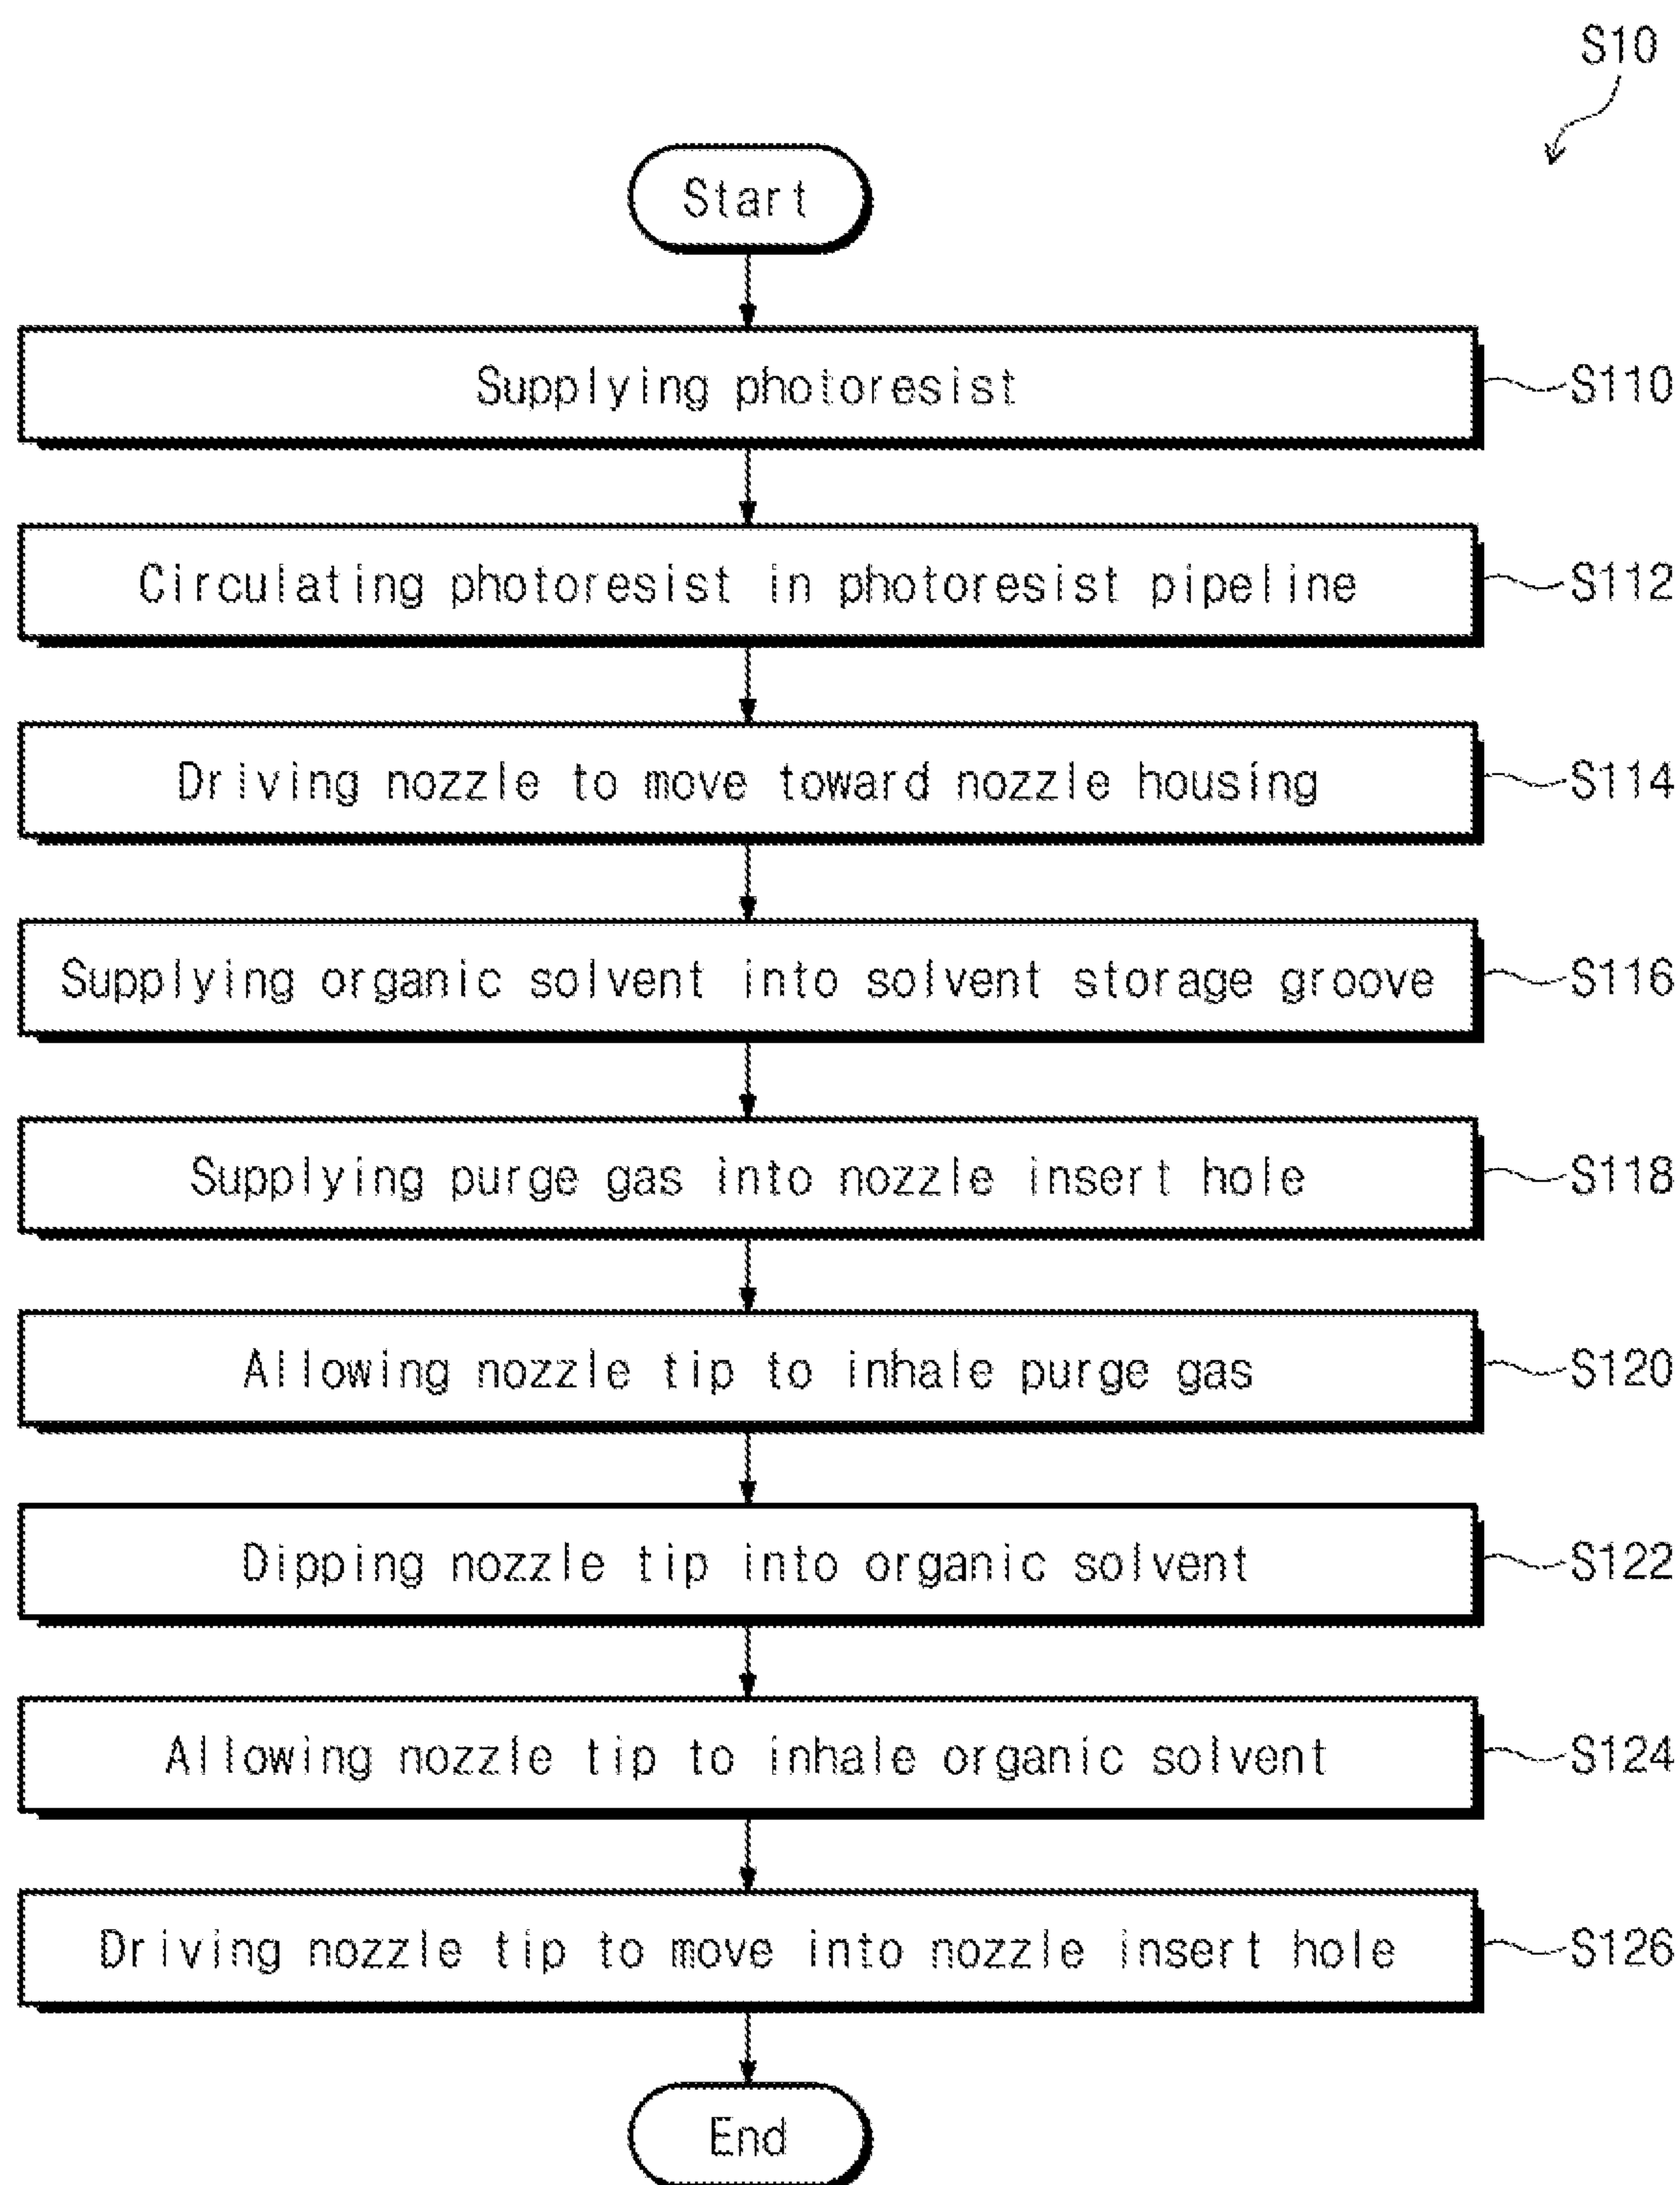 S10
Start
Supplying photoresist
S110
Circulating photoresist in photoresist pipeline
S112
Driving nozzle to move toward nozzle housing
S114
Supplying organic solvent into solvent storage groove
S116
Supplying purge gas into nozzle insert hole
S118
Allowing nozzle tip to inhale purge gas
S120
Dipping nozzle tip into organic solvent
S122
Allowing nozzle tip to inhale organic solvent
S124
Driving nozzle tip to move into nozzle insert hole
S126
End